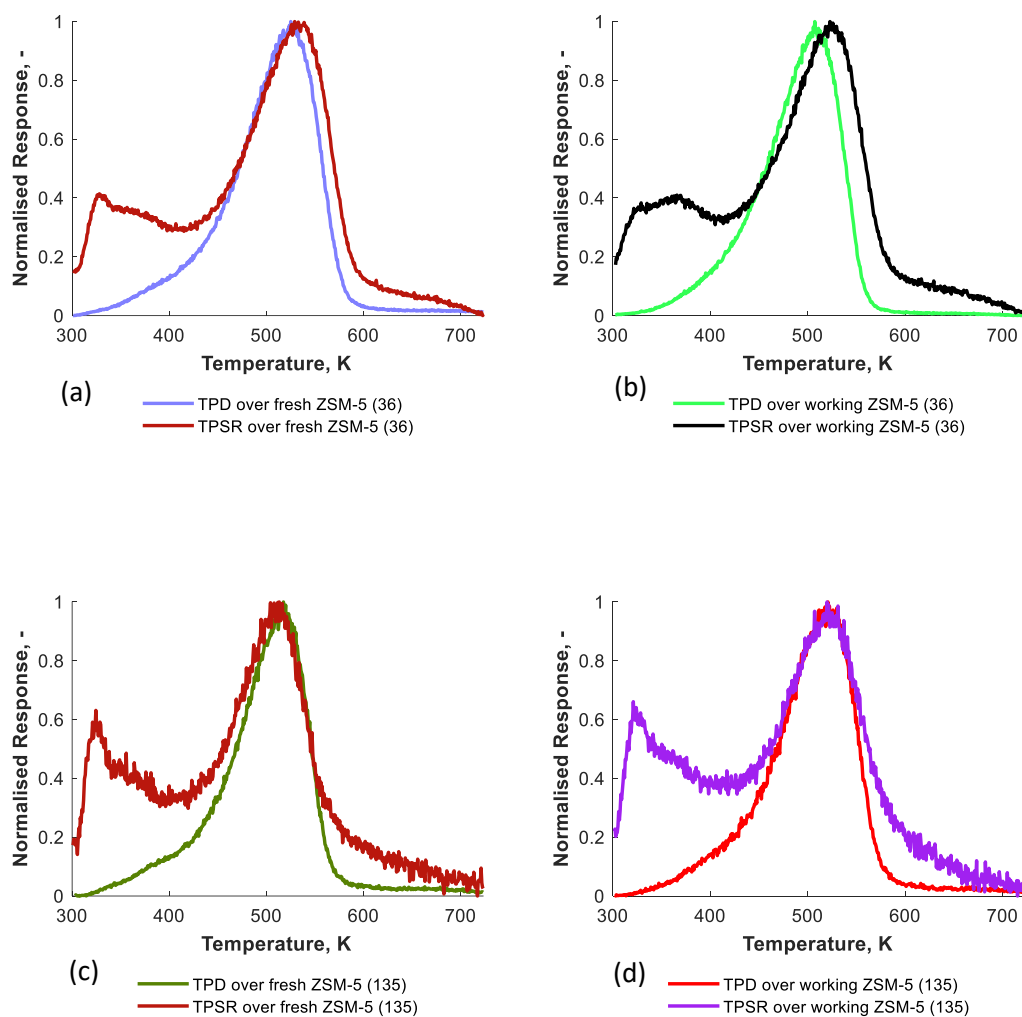 1
0.8
0.6
0.4
0.2
0
Normalised Response, -
300 400 500 600 700
Temperature, K
(a)
TPD over fresh ZSM-5 (36)
TPSR over fresh ZSM-5 (36)
1
0.8
0.6
0.4
0.2
0
Normalised Response, -
300 400 500 600 700
Temperature, K
(b)
TPD over working ZSM-5 (36)
TPSR over working ZSM-5 (36)
1
0.8
0.6
0.4
0.2
0
Normalised Response, -
300 400 500 600 700
Temperature, K
(c)
TPD over fresh ZSM-5 (135)
TPSR over fresh ZSM-5 (135)
1
0.8
0.6
0.4
0.2
0
Normalised Response, -
300 400 500 600 700
Temperature, K
(d)
TPD over working ZSM-5 (135)
TPSR over working ZSM-5 (135)